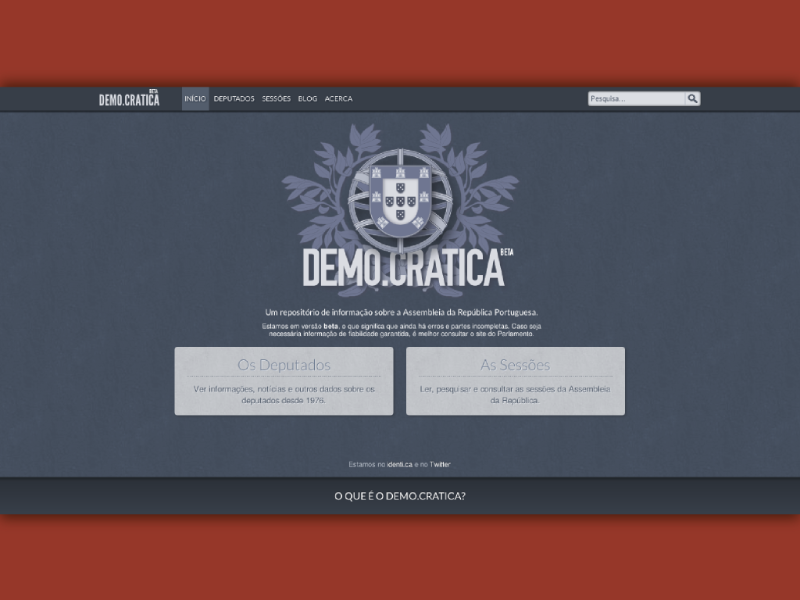 DEMO.CRATICA BETA
INÍCIO DEPUTADOS SESSÕES BLOG ACERCA
Pesquisa...
DEMO.CRATICA BETA
Um repositório de informação sobre a Assembleia da República Portuguesa.
Estamos em versão beta, o que significa que ainda há erros e partes incompletas. Caso seja
necessária informação de fiabilidade garantida, é melhor consultar o site do Parlamento.
Os Deputados
Ver informações, notícias e outros dados sobre os
deputados desde 1976.
As Sessões
Ler, pesquisar e consultar as sessões da Assembleia
da República.
Estamos no identi.ca e no Twitter
O QUE É O DEMO.CRATICA?